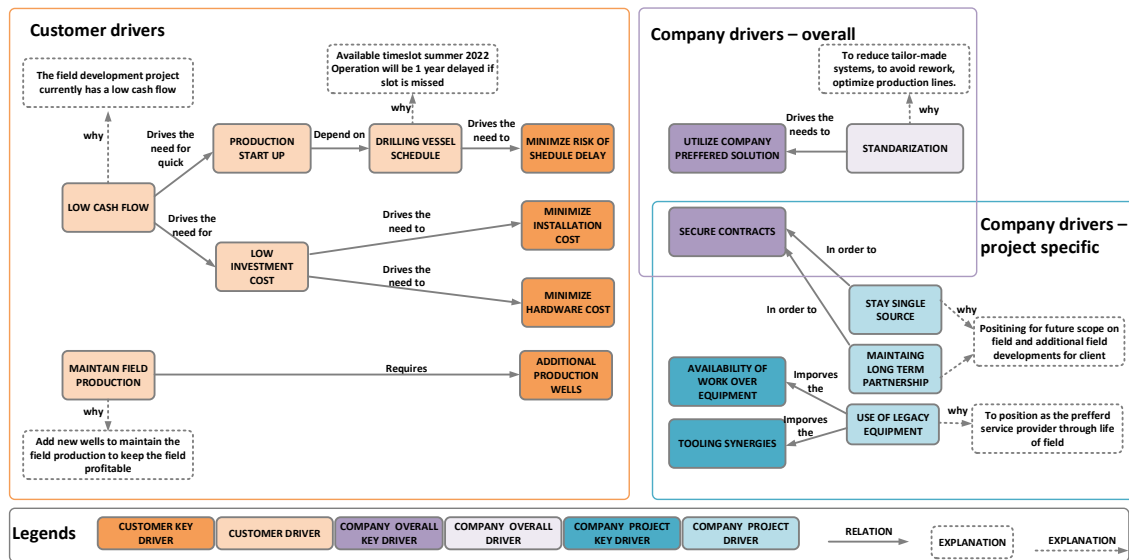 Customer drivers
The field development project
currently has a low cash flow
Available timeslot summer 2022
Operation will be 1 year delayed if
slot is missed
why
why
Drives the
need for
quick
PRODUCTION
START UP
Depend on
DRILLING VESSEL
SCHEDULE
Drives the
need to
MINIMZE RISK OF
SHEDULE DELAY
LOW CASH FLOW
Drives the
need for
LOW
INVESTMENT
COST
Drives the
need to
MINIMIZE
INSTALLATION
COST
Drives the
need to
MINIMIZE
HARDWARE COST
MAINTAIN FIELD
PRODUCTION
Requires
ADDITIONAL
PRODUCTION
WELLS
why
Add new wells to maintain the
field production to keep the field
profitable
Company drivers – overall
To reduce tailor-made
systems, to avoid rework,
optimize production lines.
why
UTILIZE COMPANY
PREFFERED SOLUTION
Drives the
needs to
STANDARIZATION
Company drivers –
project specific
SECURE CONTRACTS
In order to
In order to
STAY SINGLE
SOURCE
why
Positioning for future scope on
field and additional field
developments for client
MAINTAING
LONG TERM
PARTNERSHIP
AVAILABILITY OF
WORK OVER
EQUIPMENT
Imporves
the
USE OF LEGACY
EQUIPMENT
why
To position as the prefferd
service provider through life
of field
TOOLING SYNERGIES
Imporves
the
Legends
CUSTOMER KEY
DRIVER
CUSTOMER DRIVER
COMPANY OVERALL
KEY DRIVER
COMPANY OVERALL
DRIVER
COMPANY PROJECT
KEY DRIVER
COMPANY PROJECT
DRIVER
RELATION
EXPLANATION
EXPLANATION